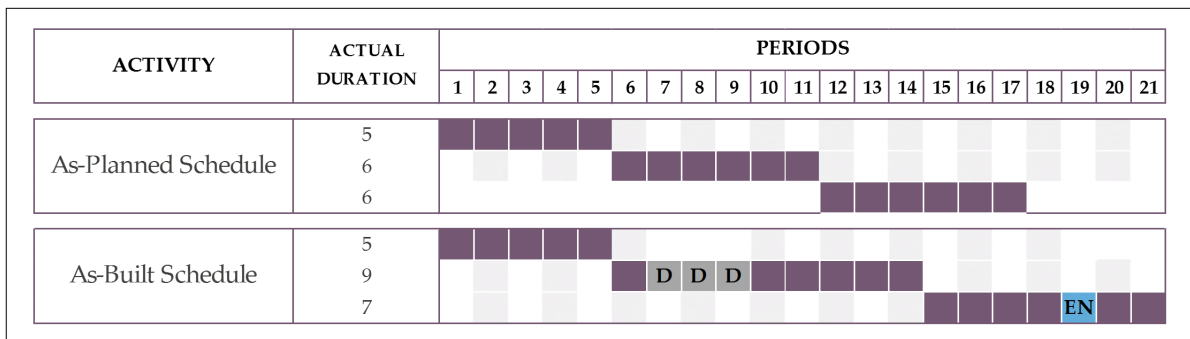 ACTIVITY ACTUAL DURATION PERIODS
1 2 3 4 5 6 7 8 9 10 11 12 13 14 15 16 17 18 19 20 21
As-Planned Schedule
5
6
6
As-Built Schedule
5
9 D D D
7 EN